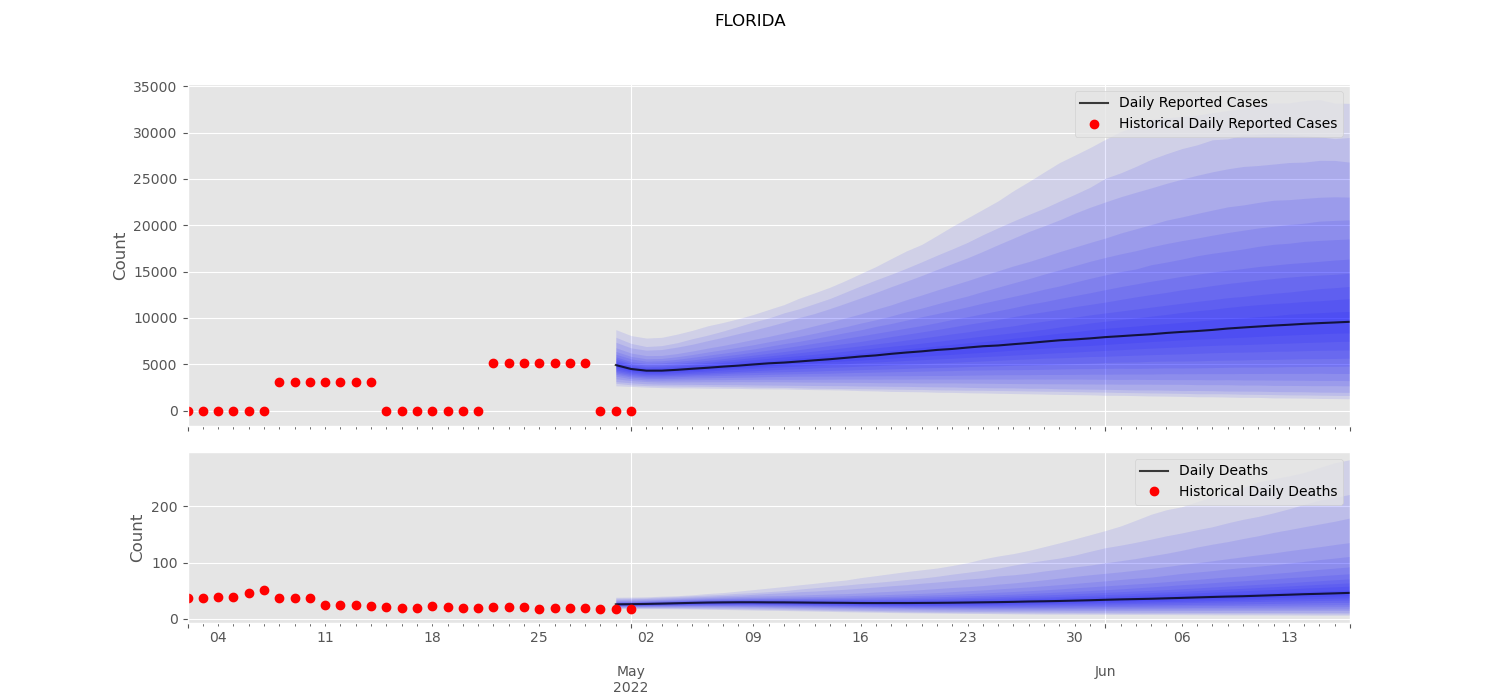 FLORIDA
35000
30000
25000
20000
15000
10000
5000
0
Count
Daily Reported Cases
Historical Daily Reported Cases
200
100
0
Count
Daily Deaths
Historical Daily Deaths
04 11 18 25 02 09 16 23 30 06 13
May Jun
2022